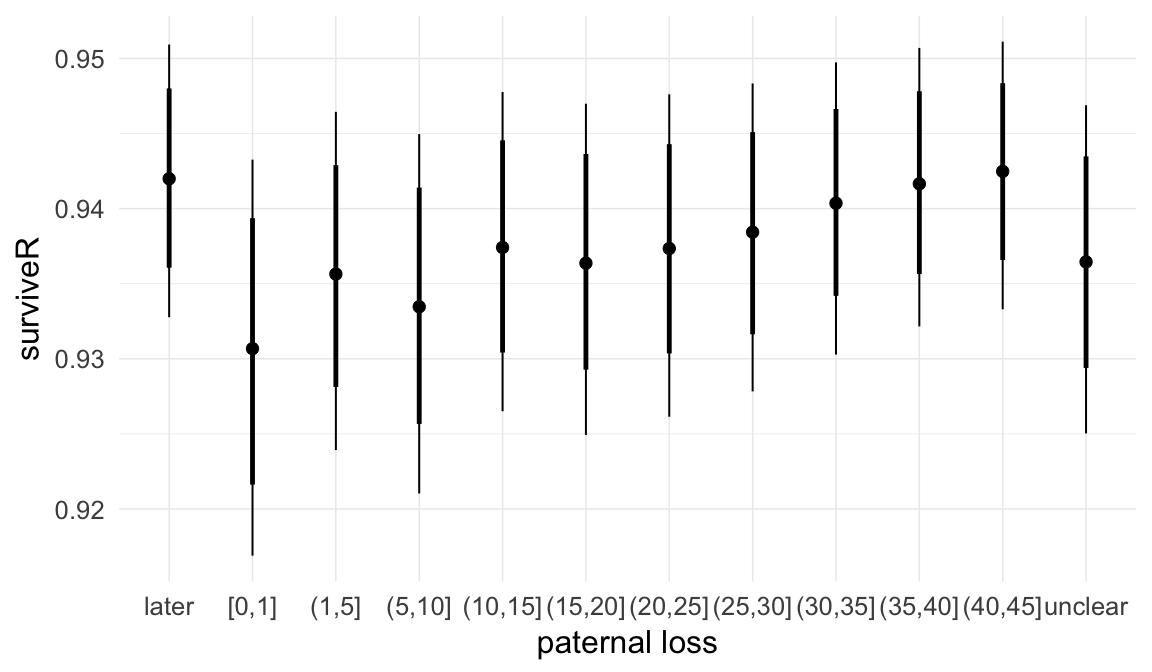 surviveR
0.95
0.94
0.93
0.92
later [0,1] (1,5] (5,10] (10,15] (15,20] (20,25] (25,30] (30,35] (35,40] (40,45] unclear
paternal loss